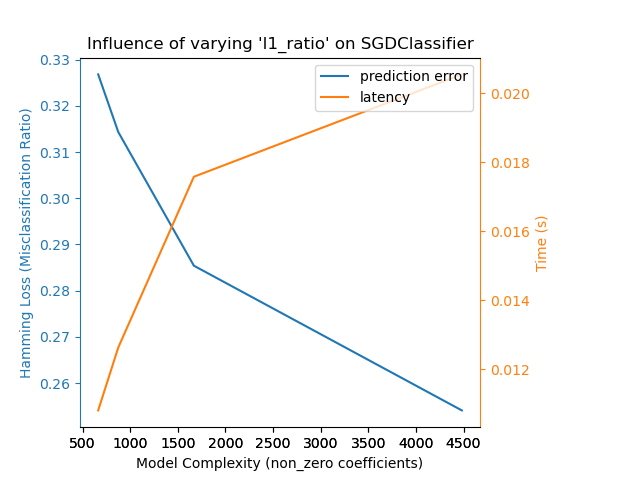 Influence of varying 'l1_ratio' on SGDClassifier
prediction error
latency
0.33
0.32
0.31
0.30
0.29
0.28
0.27
0.26
Hamming Loss (Misclassification Ratio)
0.020
0.018
0.016
0.014
0.012
Time (s)
500 1000 1500 2000 2500 3000 3500 4000 4500
Model Complexity (non_zero coefficients)